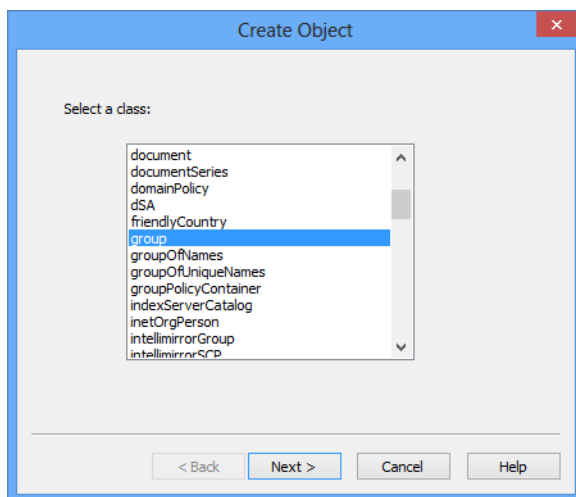 Create Object
Select a class:
document
documentSeries
domainPolicy
dSA
friendlyCountry
group
groupOfNames
groupOfUniqueNames
groupPolicyContainer
indexServerCatalog
inetOrgPerson
intellimirrorGroup
intellimirrorSCP
< Back Next > Cancel Help